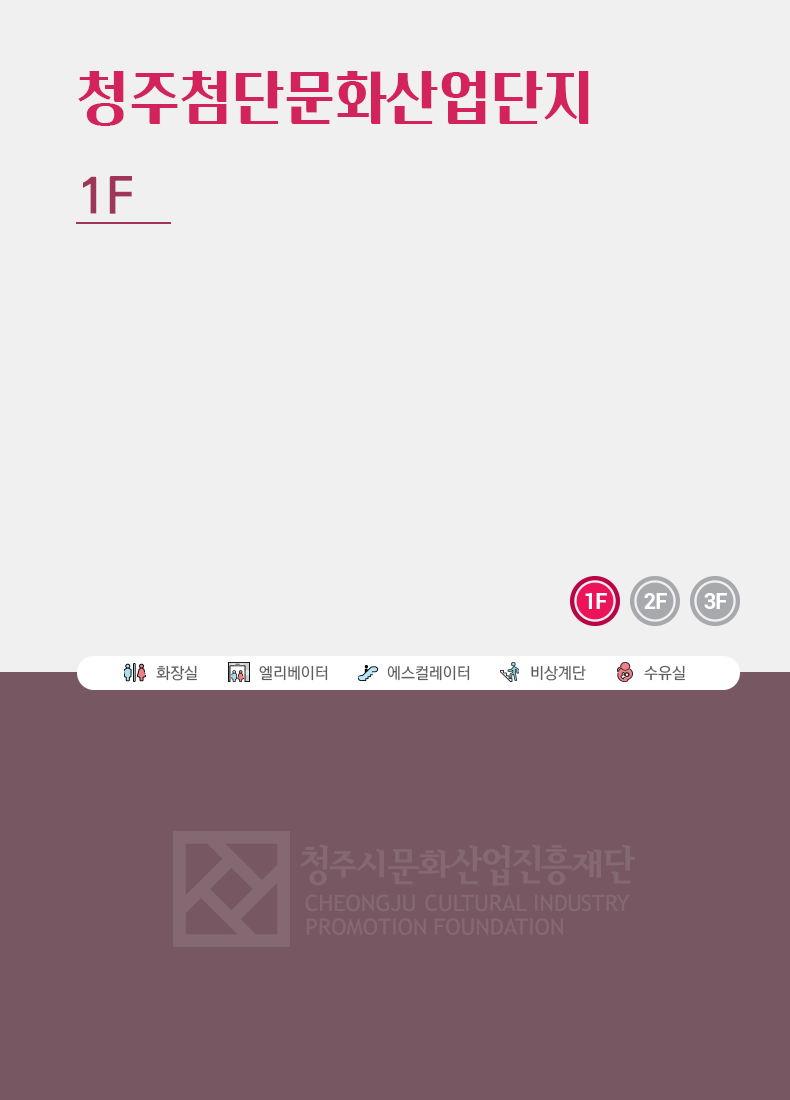 청주첨단문화산업단지
1F
1F 2F 3F
화장실 엘리베이터 에스컬레이터 비상계단 수유실
청주시문화산업진흥재단
CHEONGJU CULTURAL INDUSTRY
PROMOTION FOUNDATION